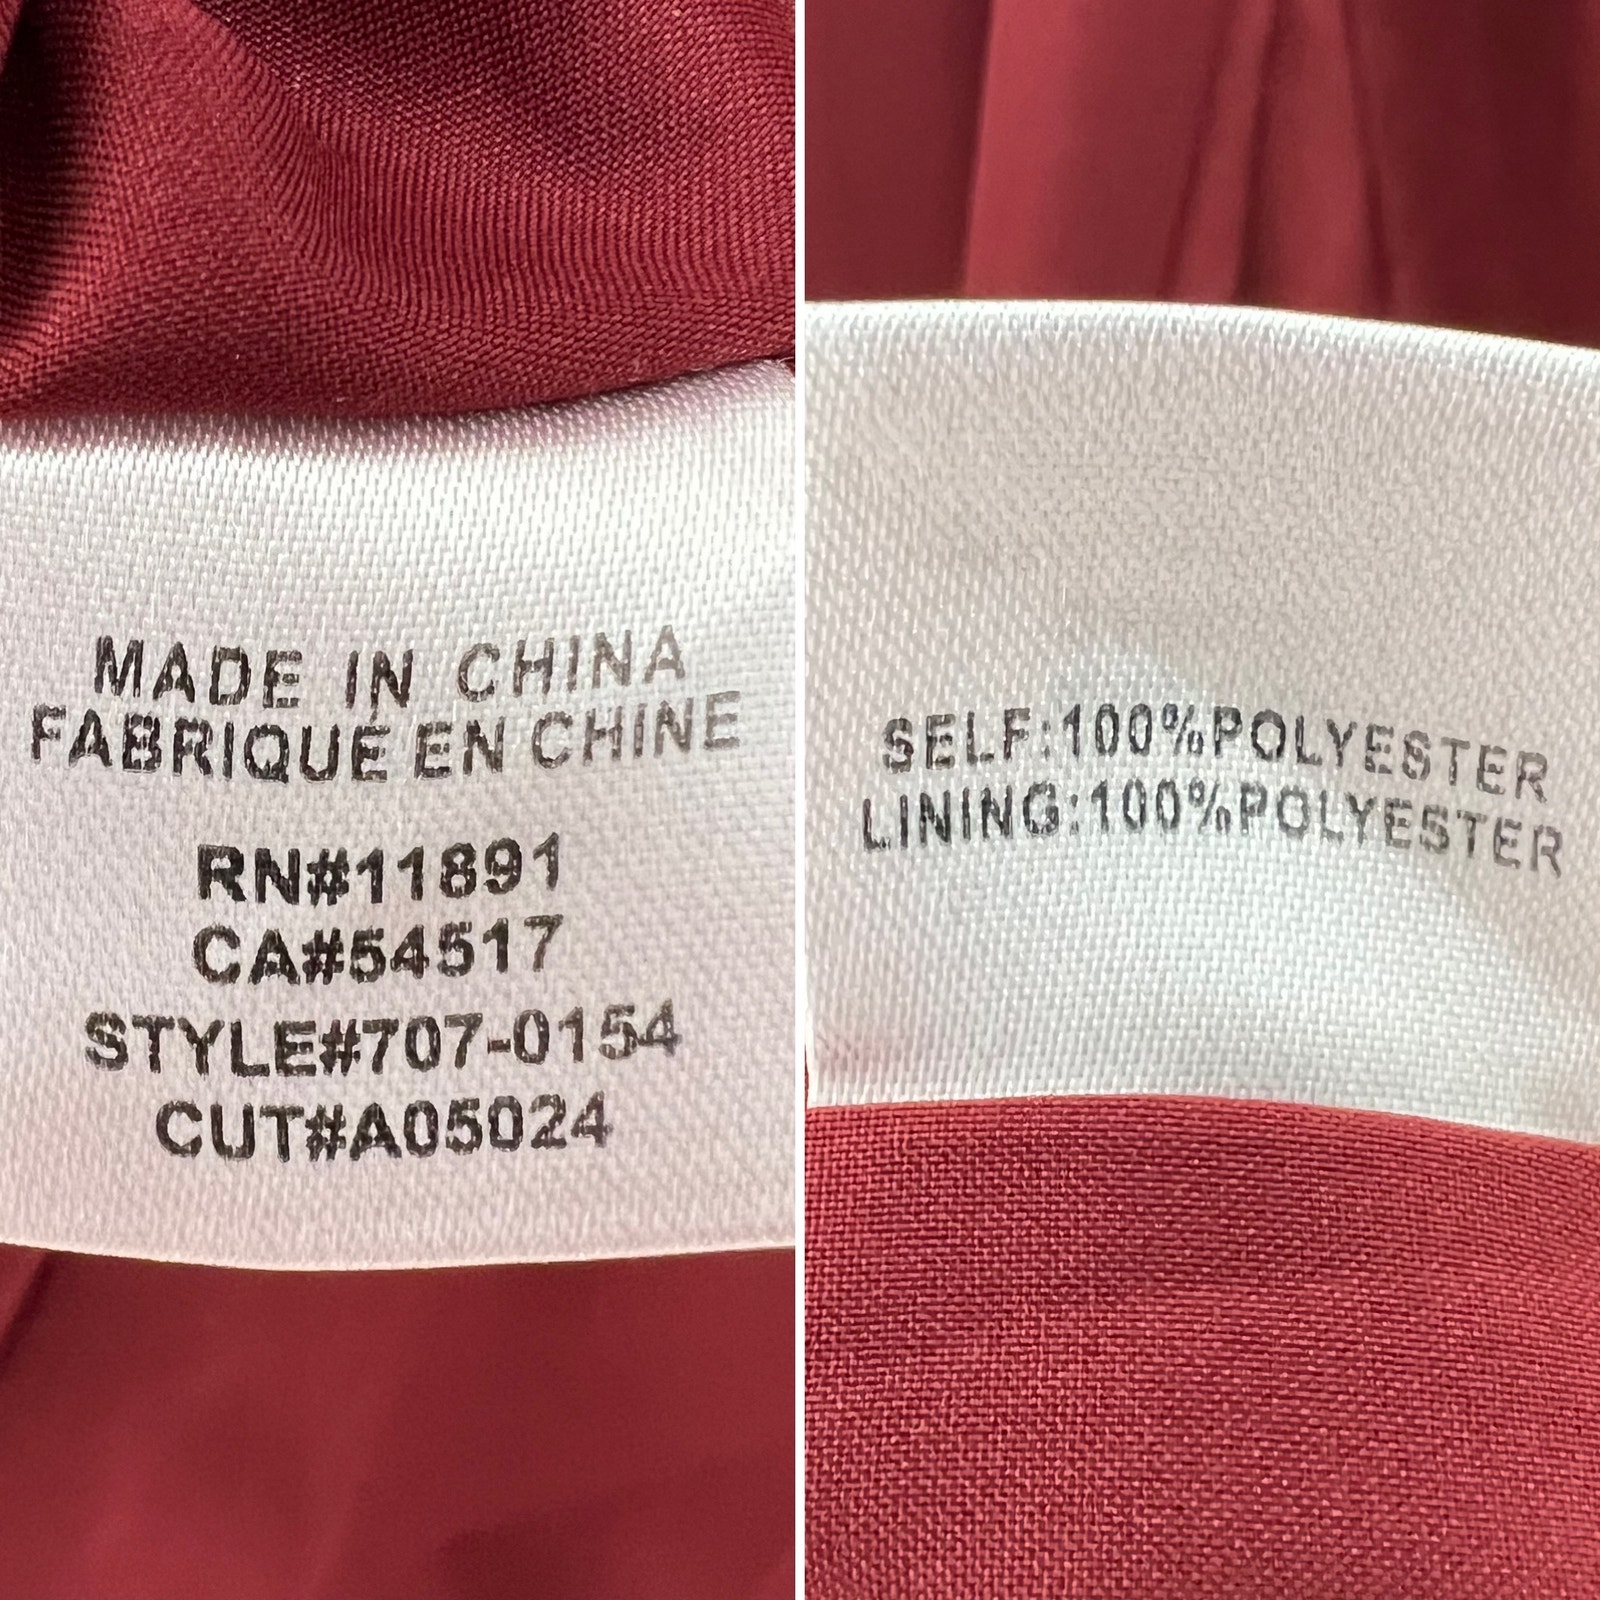 MADE IN CHINA
FABRIQUE EN CHINE
RN#11891
CA#54517
STYLE#707-0154
CUT#A05024
SELF:100%POLYESTER
LINING:100%POLYESTER